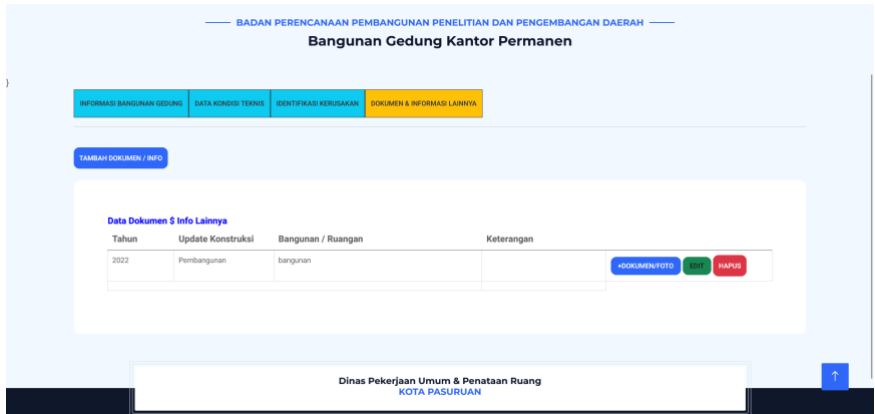 BADAN PERENCANAAN PEMBANGUNAN PENELITIAN DAN PENGEMBANGAN DAERAH
Bangunan Gedung Kantor Permanen
}
INFORMASI BANGUNAN GEDUNG DATA KONDISI TEKNIS IDENTIFIKASI KERUSAKAN DOKUMEN & INFORMASI LAINNYA
TAMBAH DOKUMEN / INFO
Data Dokumen $ Info Lainnya
Tahun Update Konstruksi Bangunan / Ruangan Keterangan
2022 Pembangunan bangunan +DOKUMEN/FOTO EDIT HAPUS
Dinas Pekerjaan Umum & Penataan Ruang
KOTA PASURUAN